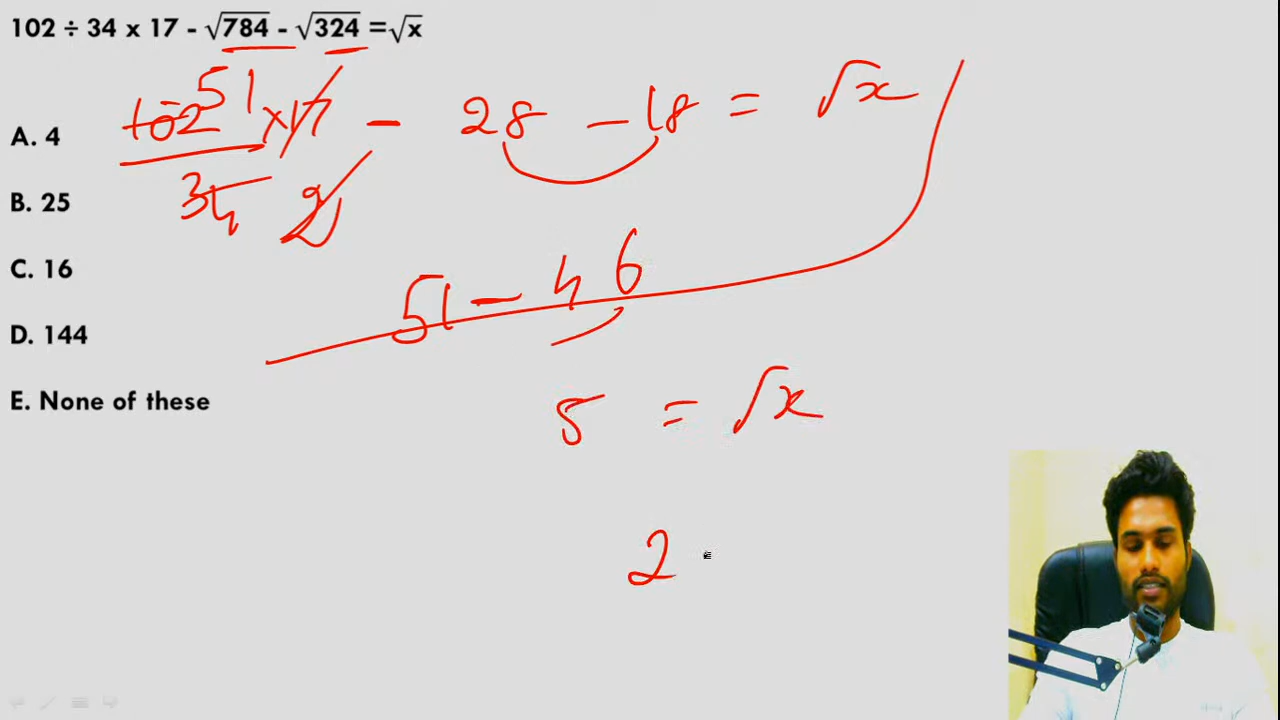 102 ÷ 34 x 17 - √784 - √324 =√x
102 51 x 17 - 28 - 18 = √x
34 2
A. 4
B. 25
C. 16
51 - 46
D. 144
E. None of these
5 = √x
2